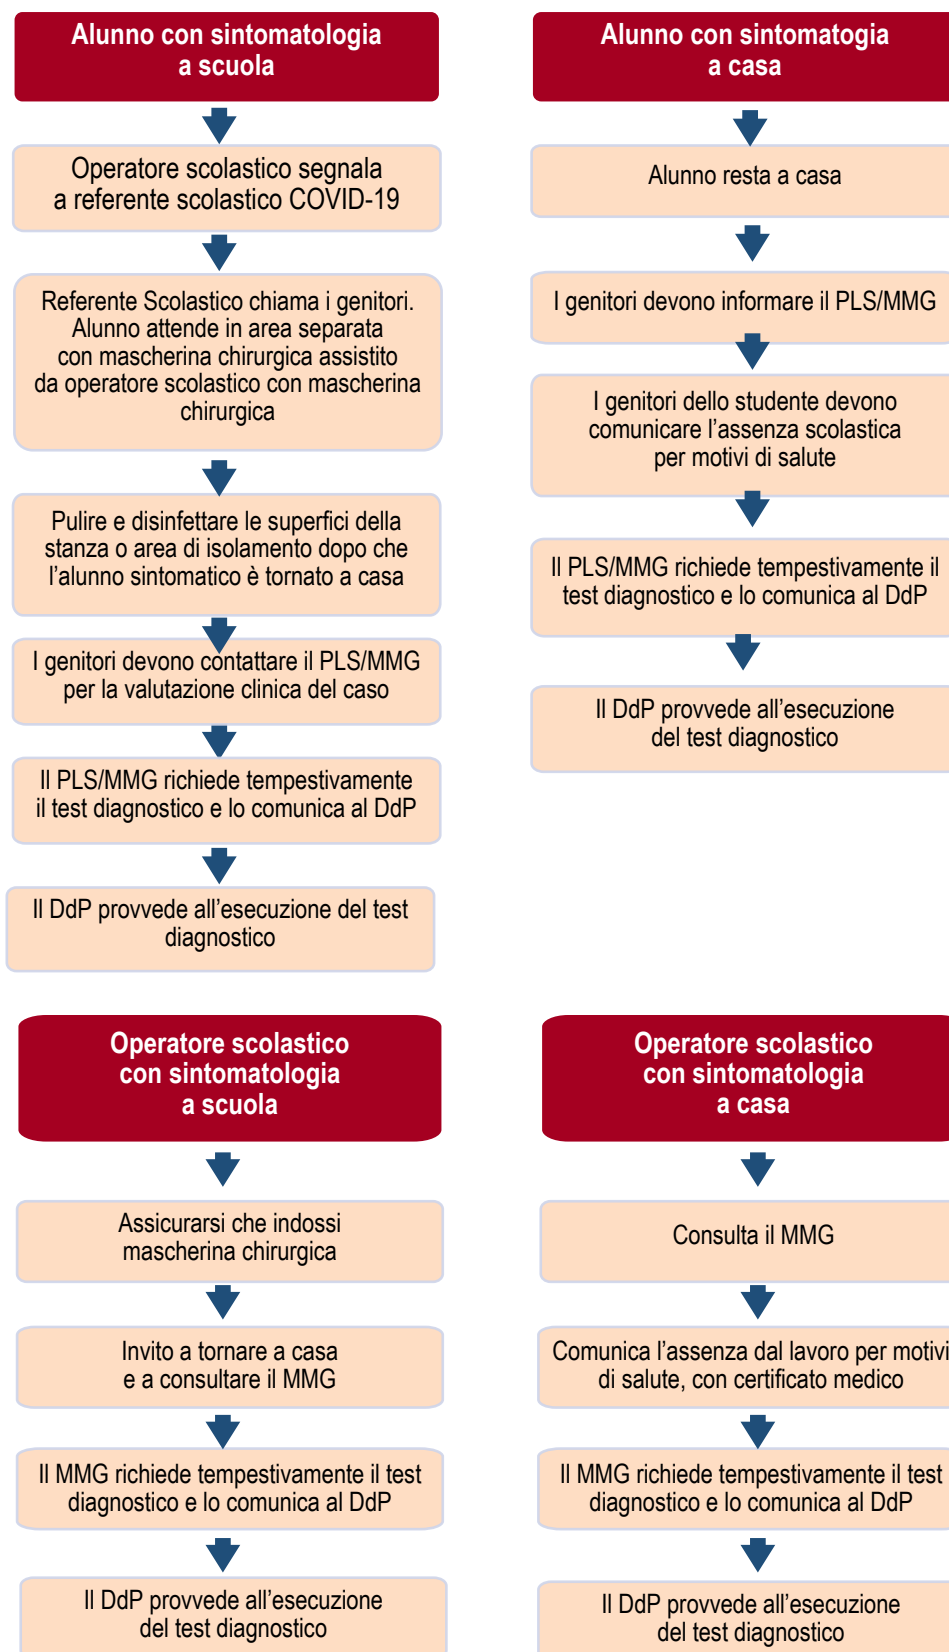 Alunno con sintomatologia
a scuola
Operatore scolastico segnala
a referente scolastico COVID-19
Referente Scolastico chiama i genitori.
Alunno attende in area separata
con mascherina chirurgica assistito
da operatore scolastico con mascherina
chirurgica
Pulire e disinfettare le superfici della
stanza o area di isolamento dopo che
l’alunno sintomatico è tornato a casa
I genitori devono contattare il PLS/MMG
per la valutazione clinica del caso
Il PLS/MMG richiede tempestivamente
il test diagnostico e lo comunica al DdP
Il DdP provvede all’esecuzione del test
diagnostico
Alunno con sintomatogia
a casa
Alunno resta a casa
I genitori devono informare il PLS/MMG
I genitori dello studente devono
comunicare l’assenza scolastica
per motivi di salute
Il PLS/MMG richiede tempestivamente il
test diagnostico e lo comunica al DdP
Il DdP provvede all’esecuzione
del test diagnostico
Operatore scolastico
con sintomatologia
a scuola
Assicurarsi che indossi
mascherina chirurgica
Invito a tornare a casa
e a consultare il MMG
Il MMG richiede tempestivamente il test
diagnostico e lo comunica al DdP
Il DdP provvede all’esecuzione
del test diagnostico
Operatore scolastico
con sintomatologia
a casa
Consulta il MMG
Comunica l’assenza dal lavoro per motivi
di salute, con certificato medico
Il MMG richiede tempestivamente il test
diagnostico e lo comunica al DdP
Il DdP provvede all’esecuzione
del test diagnostico